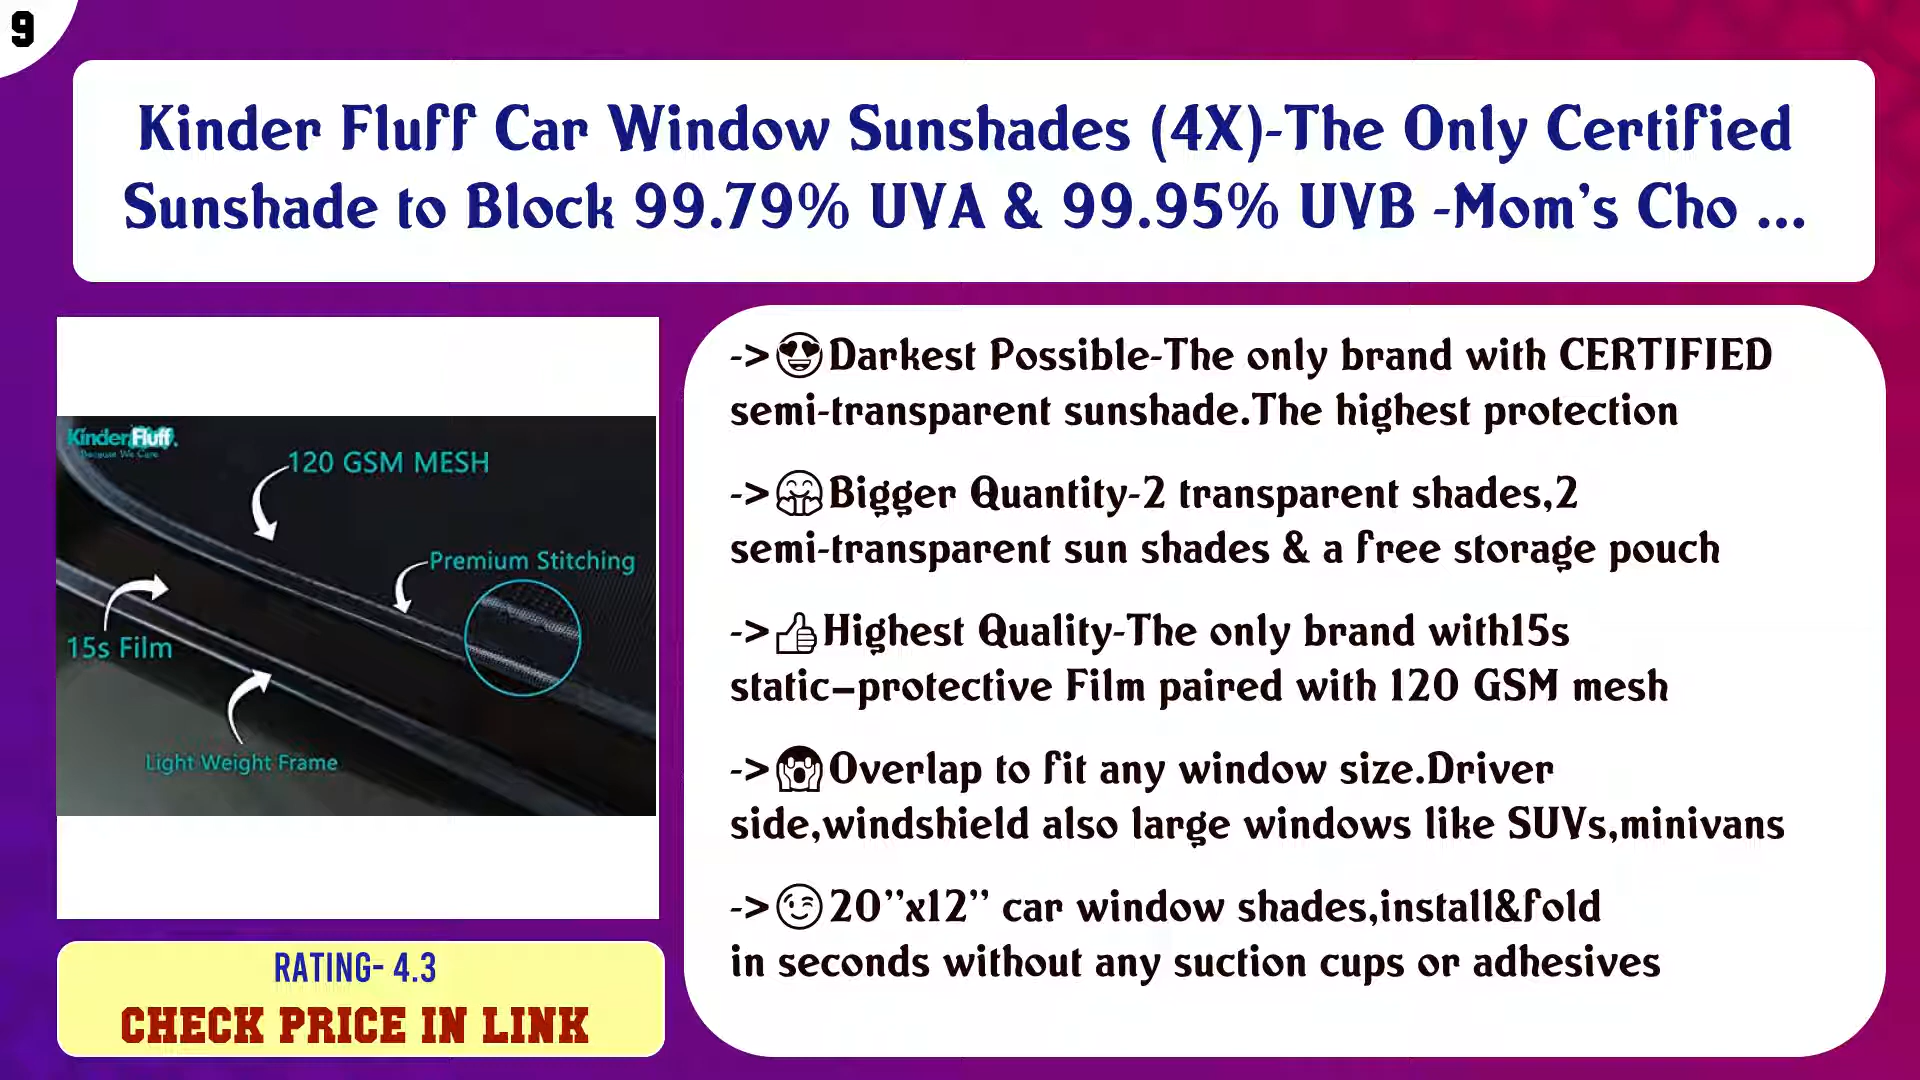 9
Kinder Fluff Car Window Sunshades (4X)-The Only Certified
Sunshade to Block 99.79% UVA & 99.95% UVB -Mom's Cho ...
KinderFluff.
Because We Care
120 GSM MESH
Premium Stitching
15s Film
Light Weight Frame
RATING- 4.3
CHECK PRICE IN LINK
->😍Darkest Possible-The only brand with CERTIFIED
semi-transparent sunshade.The highest protection
->🤗Bigger Quantity-2 transparent shades,2
semi-transparent sun shades & a free storage pouch
->👍Highest Quality-The only brand with15s
static–protective Film paired with 120 GSM mesh
->😱Overlap to fit any window size.Driver
side,windshield also large windows like SUVs,minivans
->😉20”x12” car window shades,install&fold
in seconds without any suction cups or adhesives